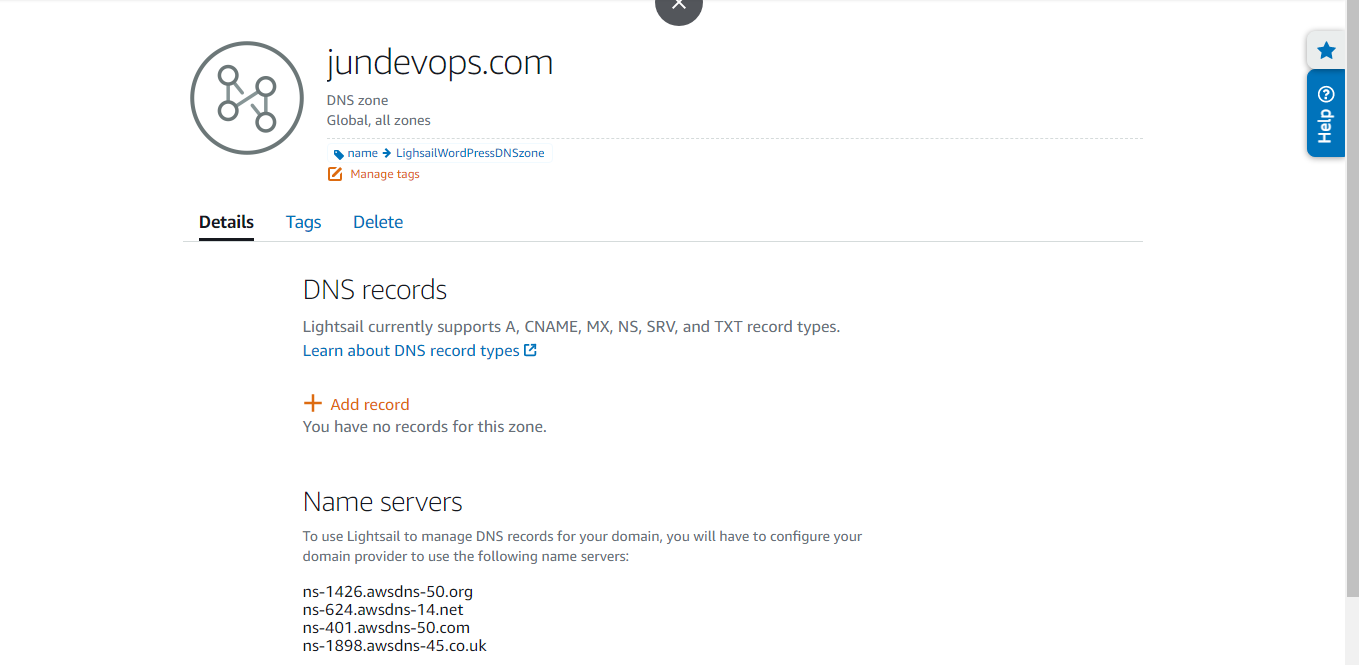 jundevops.com
DNS zone
Global, all zones
name → LighsailWordPressDNSzone
Manage tags
Details Tags Delete
DNS records
Lightsail currently supports A, CNAME, MX, NS, SRV, and TXT record types.
Learn about DNS record types
+ Add record
You have no records for this zone.
Name servers
To use Lightsail to manage DNS records for your domain, you will have to configure your
domain provider to use the following name servers:
ns-1426.awsdns-50.org
ns-624.awsdns-14.net
ns-401.awsdns-50.com
ns-1898.awsdns-45.co.uk
Help